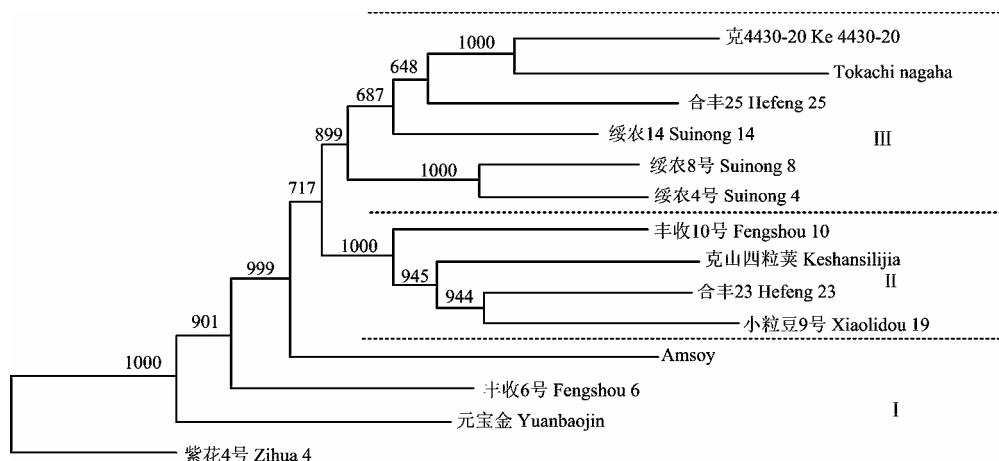 1000
克4430-20 Ke 4430-20
648
Tokachi nagaha
687
合丰25 Hefeng 25
899
绥农14 Suinong 14
III
1000
绥农8号 Suinong 8
717
绥农4号 Suinong 4
1000
丰收10号 Fengshou 10
999
945
克山四粒荚 Keshansilijia
II
944
合丰23 Hefeng 23
901
小粒豆9号 Xiaolidou 19
1000
Amsoy
丰收6号 Fengshou 6
I
元宝金 Yuanbaojin
紫花4号 Zihua 4